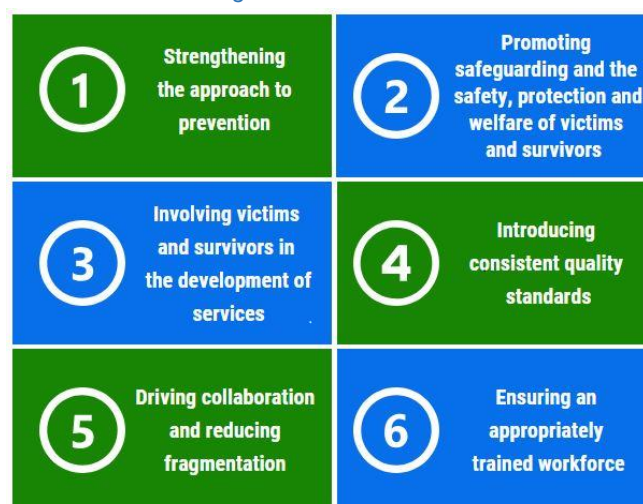 1
Strengthening
the approach to
prevention
2
Promoting
safeguarding and the
safety, protection and
welfare of victims
and survivors
3
Involving victims
and survivors in
the development of
services
4
Introducing
consistent quality
standards
5
Driving collaboration
and reducing
fragmentation
6
Ensuring an
appropriately
trained workforce